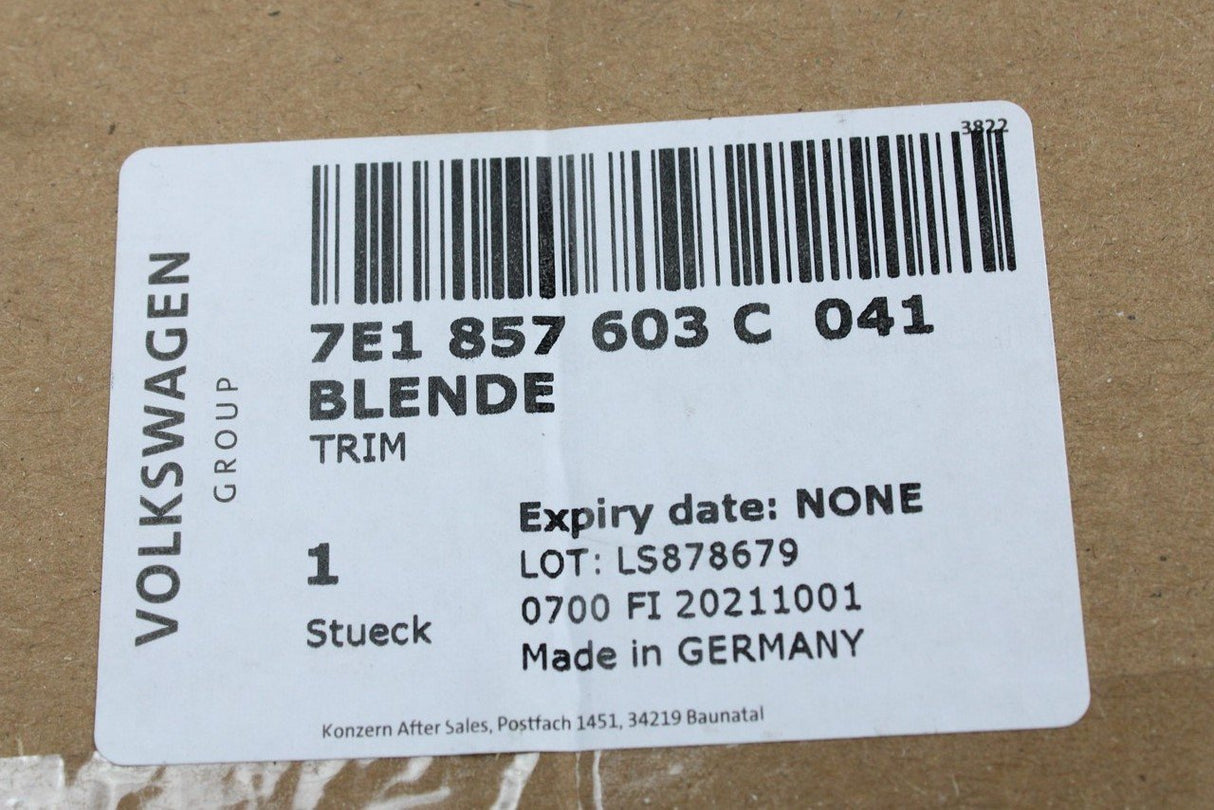 3822
VOLKSWAGEN
GROUP
7E1 857 603 C 041
BLENDE
TRIM
1
Stueck
Expiry date: NONE
LOT: LS878679
0700 FI 20211001
Made in GERMANY
Konzern After Sales, Postfach 1451, 34219 Baunatal